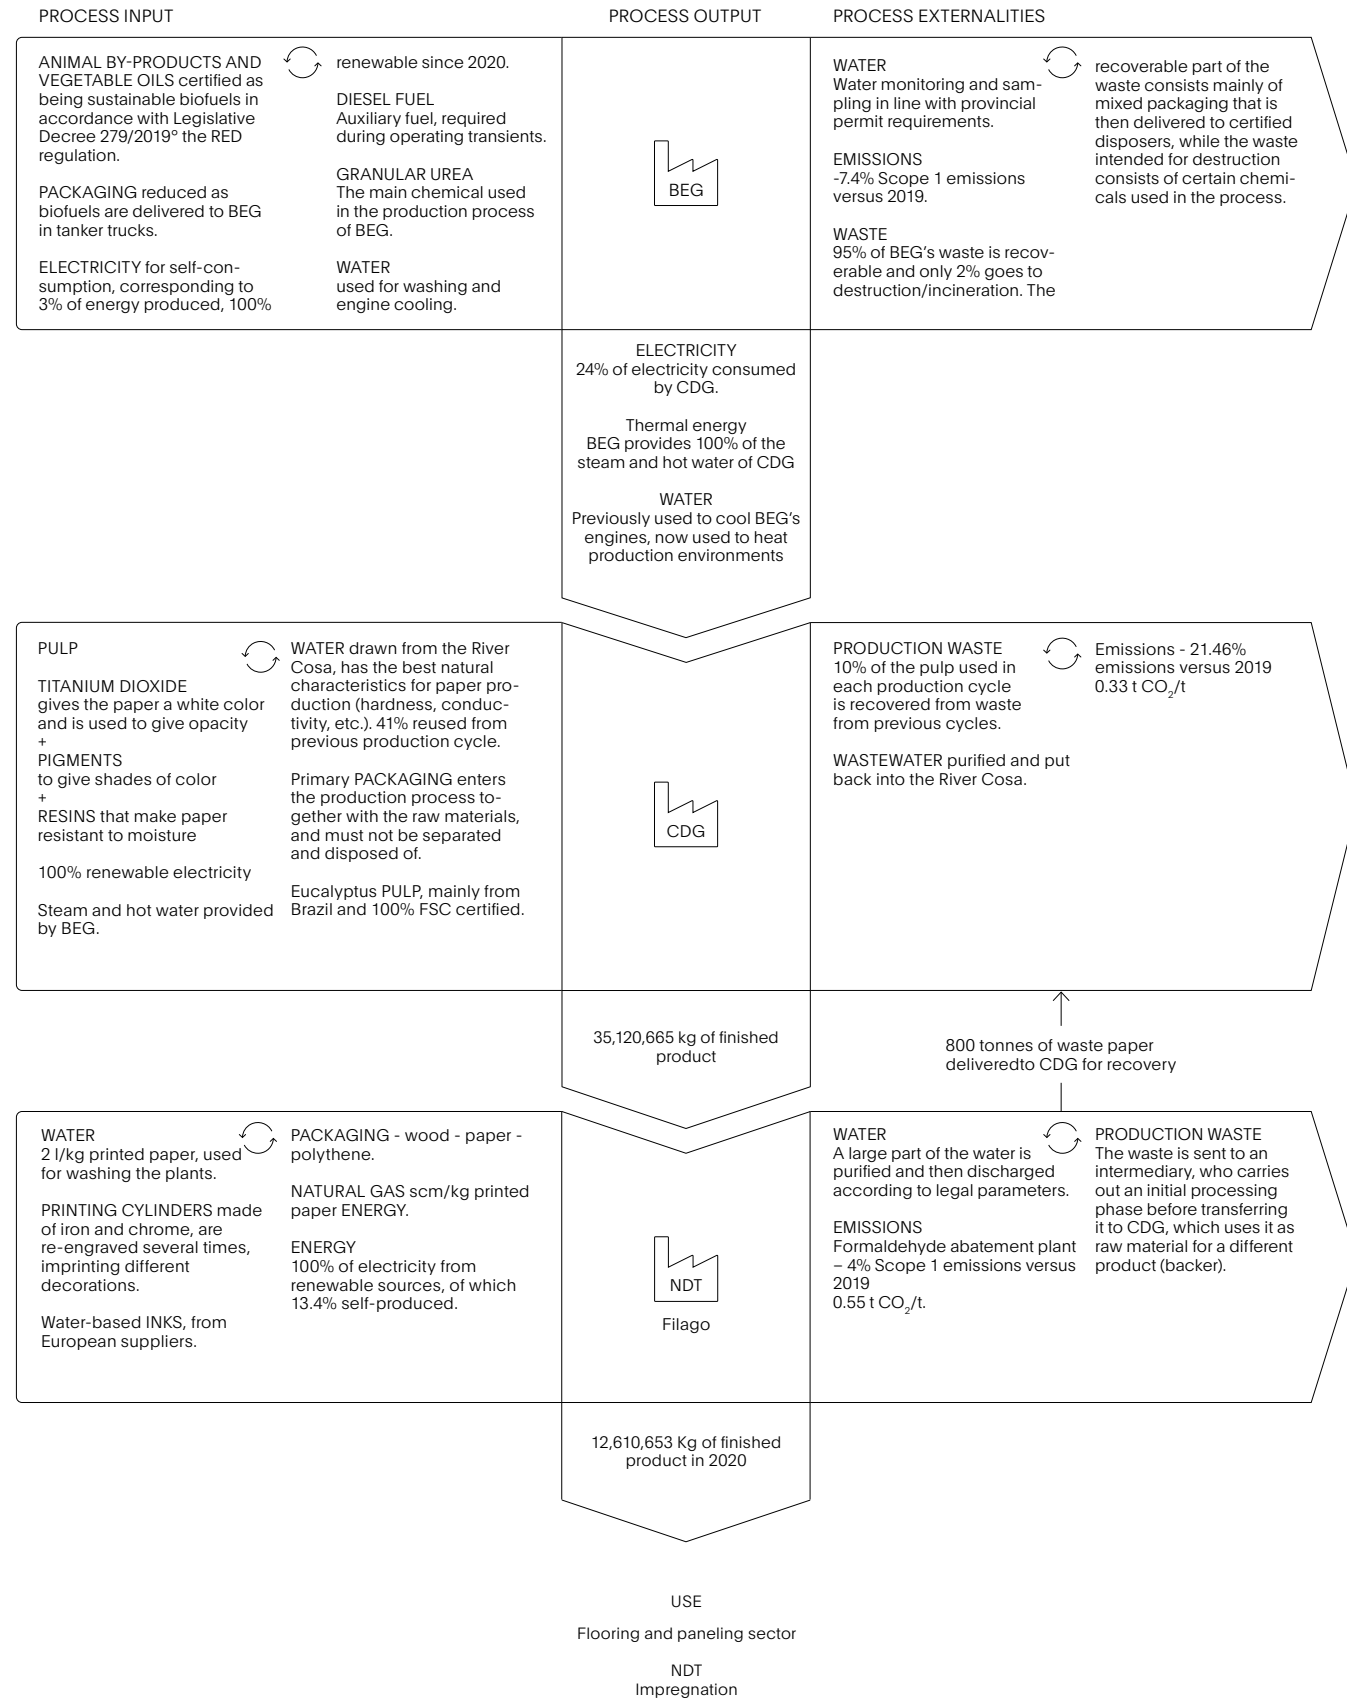 PROCESS INPUT
PROCESS OUTPUT
PROCESS EXTERNALITIES
ANIMAL BY-PRODUCTS AND
VEGETABLE OILS certified as
being sustainable biofuels in
accordance with Legislative
Decree 279/2019° the RED
regulation.
PACKAGING reduced as
biofuels are delivered to BEG
in tanker trucks.
ELECTRICITY for self-con-
sumption, corresponding to
3% of energy produced, 100%
renewable since 2020.
DIESEL FUEL
Auxiliary fuel, required
during operating transients.
GRANULAR UREA
The main chemical used
in the production process
of BEG.
WATER
used for washing and
engine cooling.
BEG
WATER
Water monitoring and sam-
pling in line with provincial
permit requirements.
EMISSIONS
-7.4% Scope 1 emissions
versus 2019.
WASTE
95% of BEG's waste is recov-
erable and only 2% goes to
destruction/incineration. The
recoverable part of the
waste consists mainly of
mixed packaging that is
then delivered to certified
disposers, while the waste
intended for destruction
consists of certain chemi-
cals used in the process.
ELECTRICITY
24% of electricity consumed
by CDG.
Thermal energy
BEG provides 100% of the
steam and hot water of CDG
WATER
Previously used to cool BEG's
engines, now used to heat
production environments
PULP
TITANIUM DIOXIDE
gives the paper a white color
and is used to give opacity
+
PIGMENTS
to give shades of color
+
RESINS that make paper
resistant to moisture
100% renewable electricity
Steam and hot water provided
by BEG.
WATER drawn from the River
Cosa, has the best natural
characteristics for paper pro-
duction (hardness, conduc-
tivity, etc.). 41% reused from
previous production cycle.
Primary PACKAGING enters
the production process to-
gether with the raw materials,
and must not be separated
and disposed of.
Eucalyptus PULP, mainly from
Brazil and 100% FSC certified.
CDG
PRODUCTION WASTE
10% of the pulp used in
each production cycle
is recovered from waste
from previous cycles.
WASTEWATER purified and put
back into the River Cosa.
Emissions - 21.46%
emissions versus 2019
0.33 t CO2/t
35,120,665 kg of finished
product
800 tonnes of waste paper
deliveredto CDG for recovery
WATER
2 l/kg printed paper, used
for washing the plants.
PRINTING CYLINDERS made
of iron and chrome, are
re-engraved several times,
imprinting different
decorations.
Water-based INKS, from
European suppliers.
PACKAGING - wood - paper -
polythene.
NATURAL GAS scm/kg printed
paper ENERGY.
ENERGY
100% of electricity from
renewable sources, of which
13.4% self-produced.
NDT
Filago
WATER
A large part of the water is
purified and then discharged
according to legal parameters.
EMISSIONS
Formaldehyde abatement plant
– 4% Scope 1 emissions versus
2019
0.55 t CO2/t.
PRODUCTION WASTE
The waste is sent to an
intermediary, who carries
out an initial processing
phase before transferring
it to CDG, which uses it as
raw material for a different
product (backer).
12,610,653 Kg of finished
product in 2020
USE
Flooring and paneling sector
NDT
Impregnation